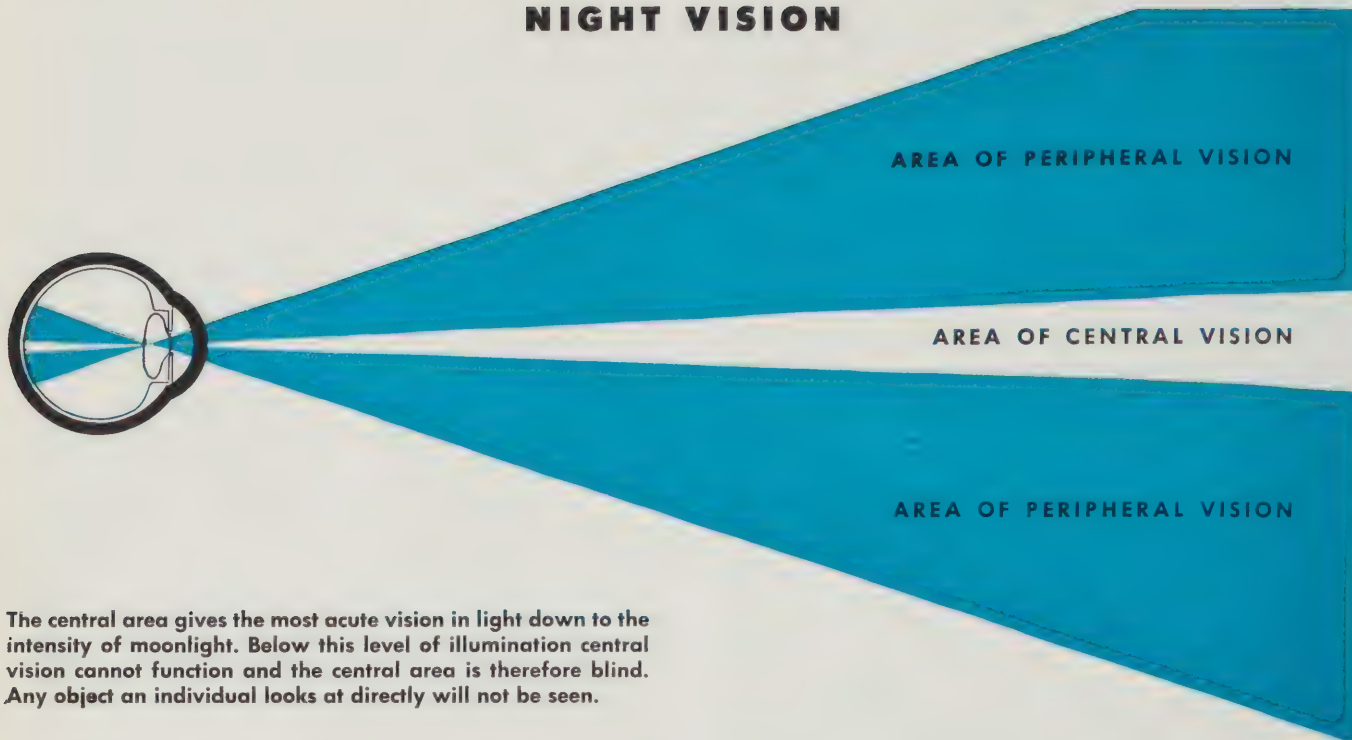 NIGHT VISION
AREA OF PERIPHERAL VISION
AREA OF CENTRAL VISION
AREA OF PERIPHERAL VISION
The central area gives the most acute vision in light down to the
intensity of moonlight. Below this level of illumination central
vision cannot function and the central area is therefore blind.
Any object an individual looks at directly will not be seen.